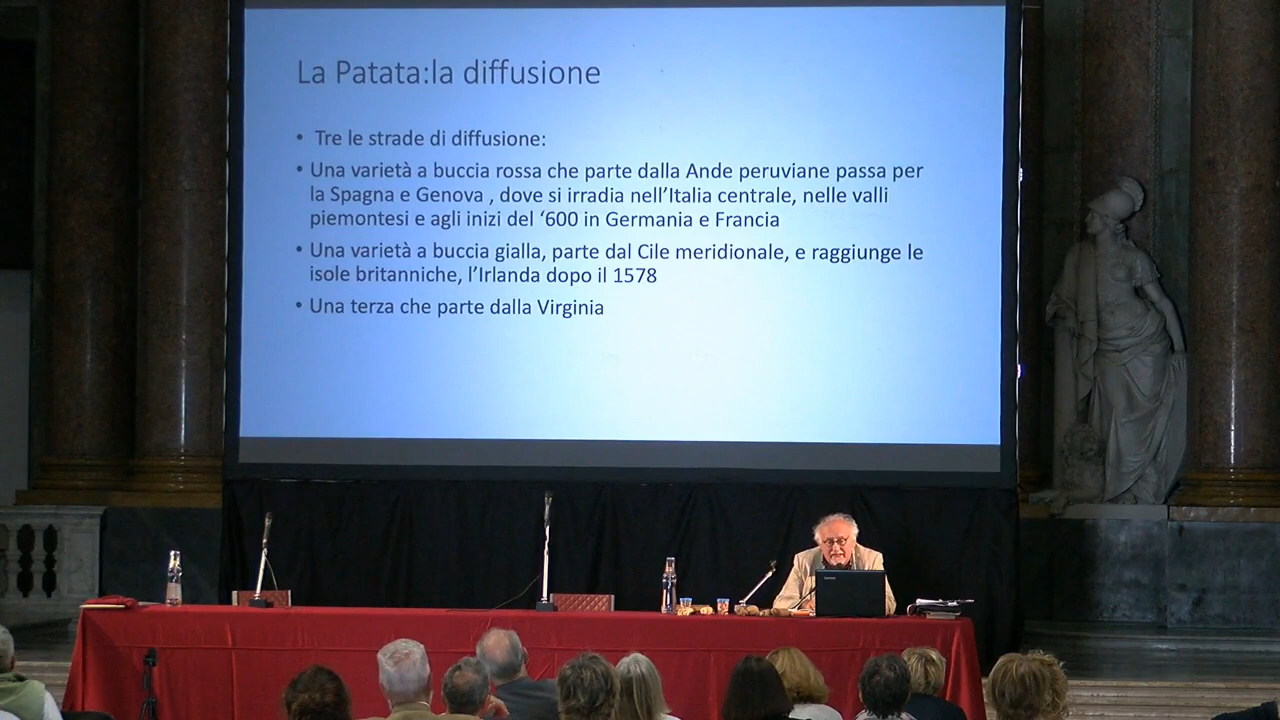 La Patata:la diffusione
• Tre le strade di diffusione:
• Una varietà a buccia rossa che parte dalla Ande peruviane passa per
la Spagna e Genova , dove si irradia nell’Italia centrale, nelle valli
piemontesi e agli inizi del ‘600 in Germania e Francia
• Una varietà a buccia gialla, parte dal Cile meridionale, e raggiunge le
isole britanniche, l’Irlanda dopo il 1578
• Una terza che parte dalla Virginia